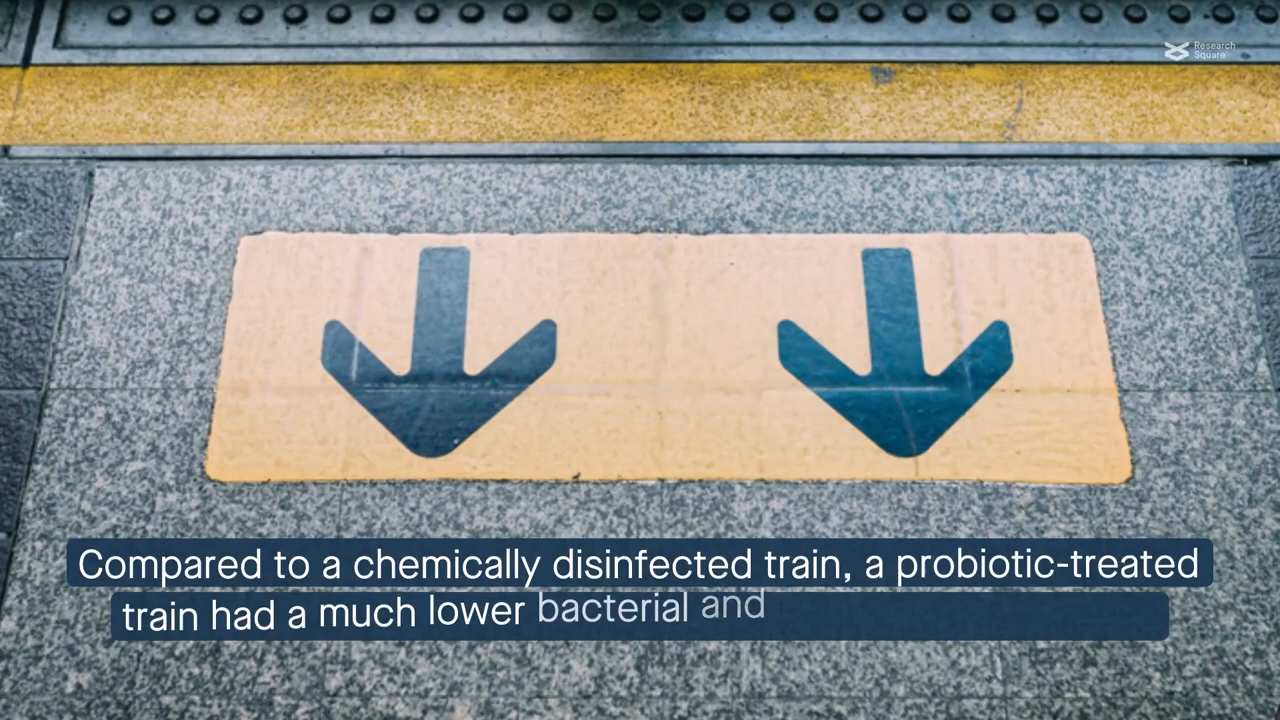 Research
Square
Compared to a chemically disinfected train, a probiotic-treated
train had a much lower bacterial and